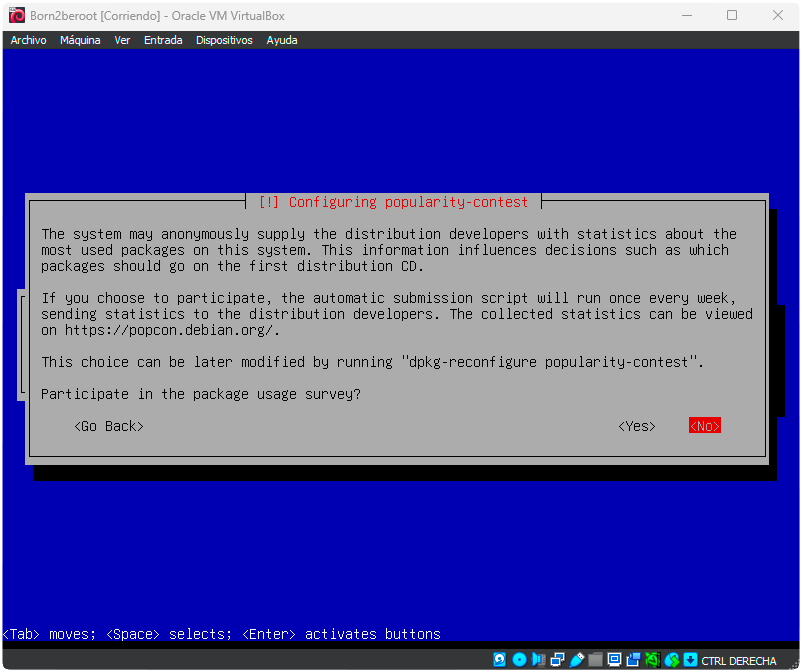 Born2beroot [Corriendo] - Oracle VM VirtualBox
Archivo Máquina Ver Entrada Dispositivos Ayuda
[!] Configuring popularity-contest
The system may anonymously supply the distribution developers with statistics about the
most used packages on this system. This information influences decisions such as which
packages should go on the first distribution CD.
If you choose to participate, the automatic submission script will run once every week,
sending statistics to the distribution developers. The collected statistics can be viewed
on https://popcon.debian.org/.
This choice can be later modified by running "dpkg-reconfigure popularity-contest".
Participate in the package usage survey?
<Go Back> <Yes> <No>
<Tab> moves; <Space> selects; <Enter> activates buttons
CTRL DERECHA